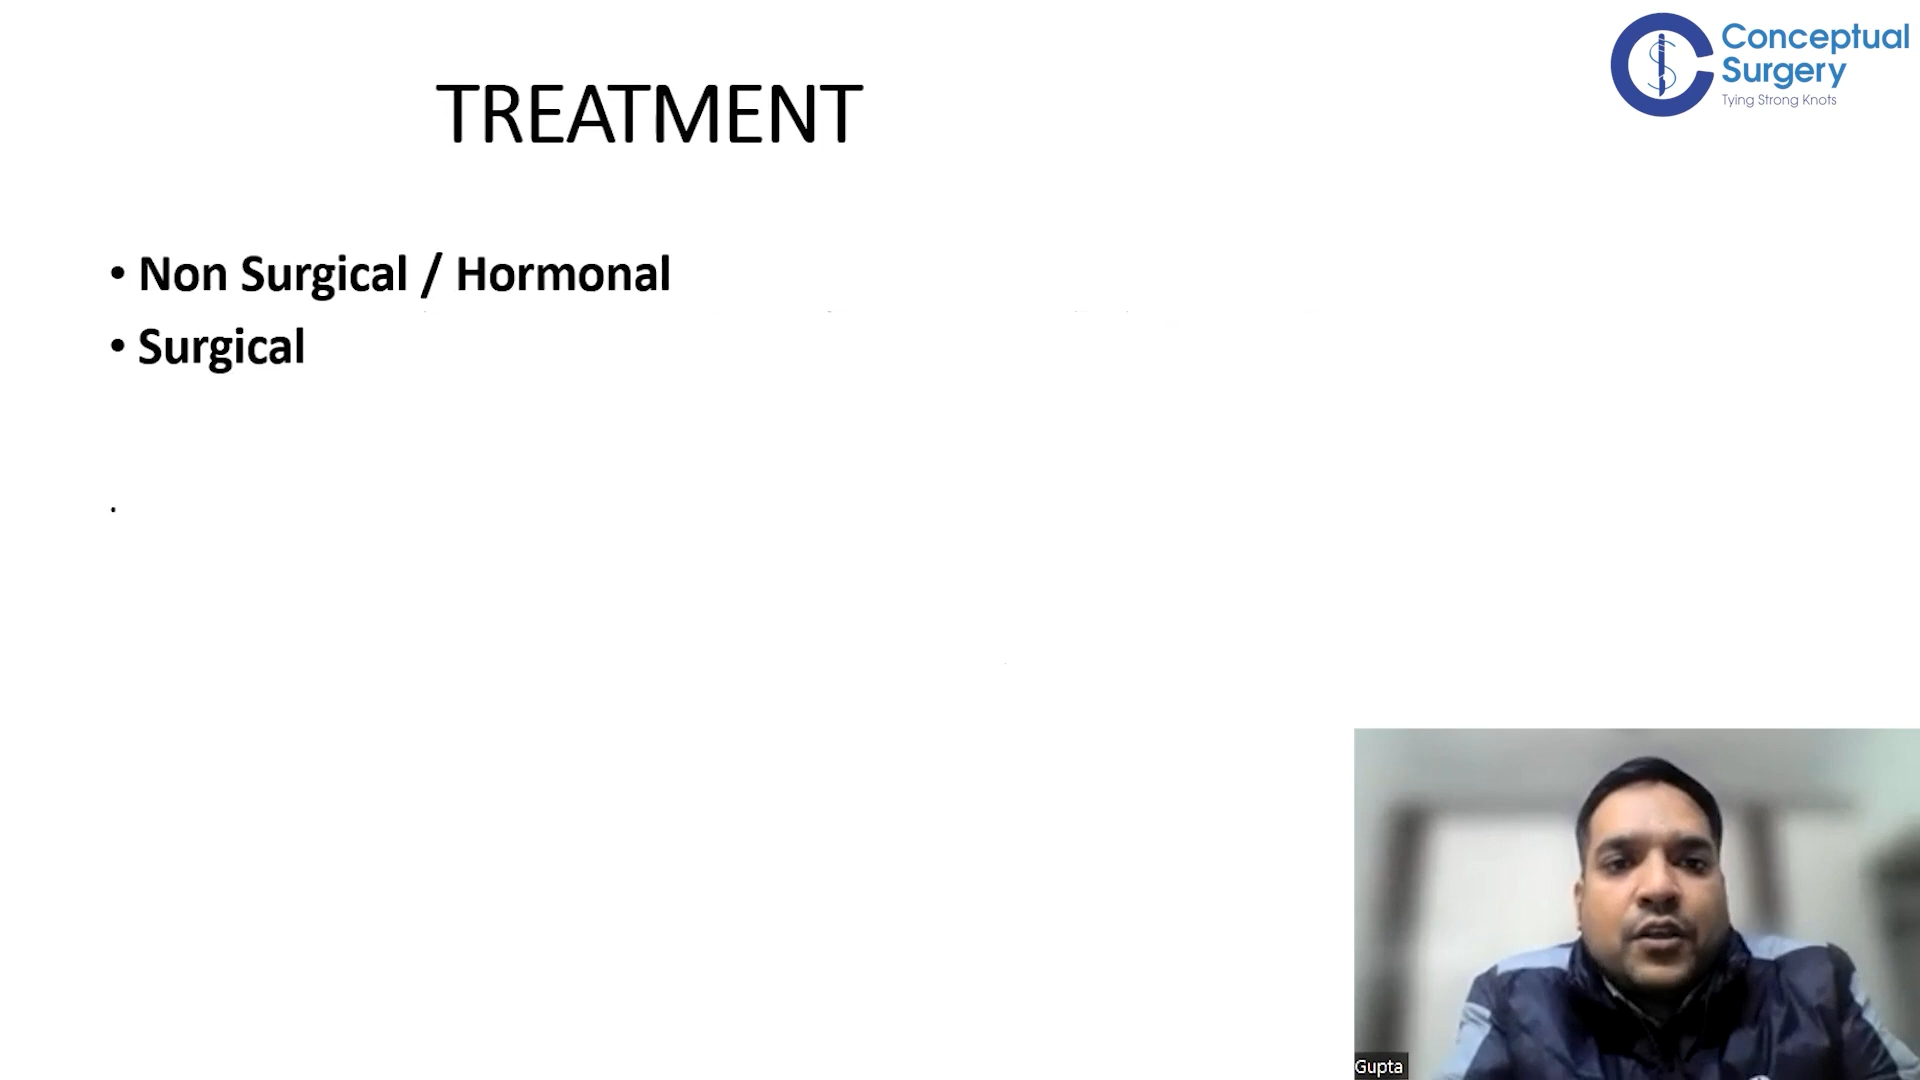 Conceptual
Surgery
Tying Strong Knots
TREATMENT
• Non Surgical / Hormonal
• Surgical
.
Gupta